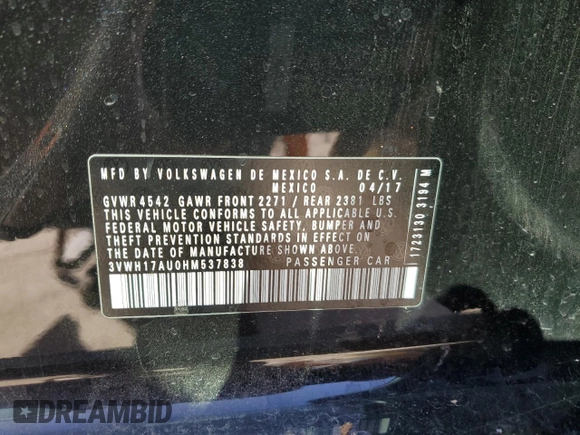 MFD BY VOLKSWAGEN DE MEXICO S.A. DE C.V.
MEXICO 04/17
GVWR 4542 GAWR FRONT 2271 / REAR 2381 LBS
THIS VEHICLE CONFORMS TO ALL APPLICABLE U.S.
FEDERAL MOTOR VEHICLE SAFETY, BUMPER AND
THEFT PREVENTION STANDARDS IN EFFECT ON
THE DATE OF MANUFACTURE SHOWN ABOVE.
3VWH17AU0HM537838 PASSENGER CAR
1723130 3194 M
DREAMBID